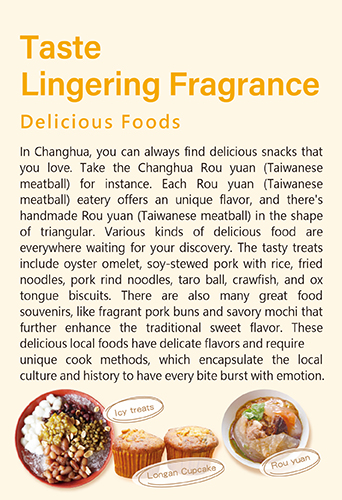 Taste
Lingering Fragrance
Delicious Foods
In Changhua, you can always find delicious snacks that
you love. Take the Changhua Rou yuan (Taiwanese
meatball) for instance. Each Rou yuan (Taiwanese
meatball) eatery offers an unique flavor, and there's
handmade Rou yuan (Taiwanese meatball) in the shape
of triangular. Various kinds of delicious food are
everywhere waiting for your discovery. The tasty treats
include oyster omelet, soy-stewed pork with rice, fried
noodles, pork rind noodles, taro ball, crawfish, and ox
tongue biscuits. There are also many great food
souvenirs, like fragrant pork buns and savory mochi that
further enhance the traditional sweet flavor. These
delicious local foods have delicate flavors and require
unique cook methods, which encapsulate the local
culture and history to have every bite burst with emotion.
Icy treats
Longan Cupcake
Rou yuan